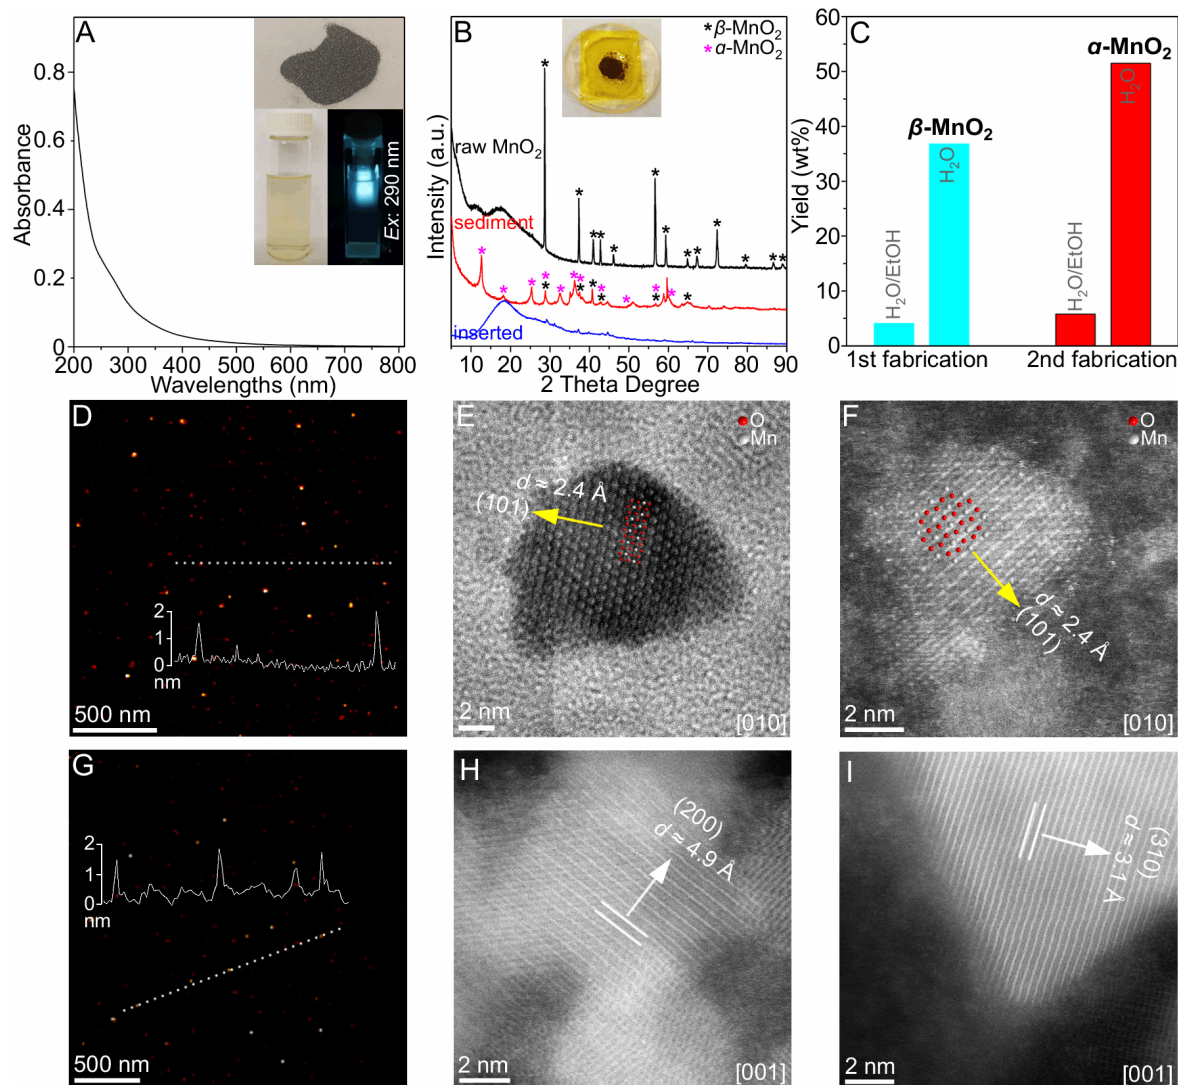 A
0.8
0.6
0.4
0.2
0
Absorbance
200 300 400 500 600 700 800
Wavelengths (nm)
Ex: 290 nm
B
* β-MnO₂
* α-MnO₂
raw MnO₂
sediment
inserted
Intensity (a.u.)
10 20 30 40 50 60 70 80 90
2 Theta Degree
C
60
50
40
30
20
10
0
Yield (wt%)
β-MnO₂
α-MnO₂
H₂O/EtOH
H₂O
H₂O/EtOH
H₂O
1st fabrication
2nd fabrication
D
2
1
0
nm
500 nm
E
O
Mn
d ≈ 2.4 Å
(101)
2 nm
[010]
F
O
Mn
d ≈ 2.4 Å
(101)
2 nm
[010]
G
2
1
0
nm
500 nm
H
(200)
d ≈ 4.9 Å
2 nm
[001]
I
(310)
d ≈ 3.1 Å
2 nm
[001]